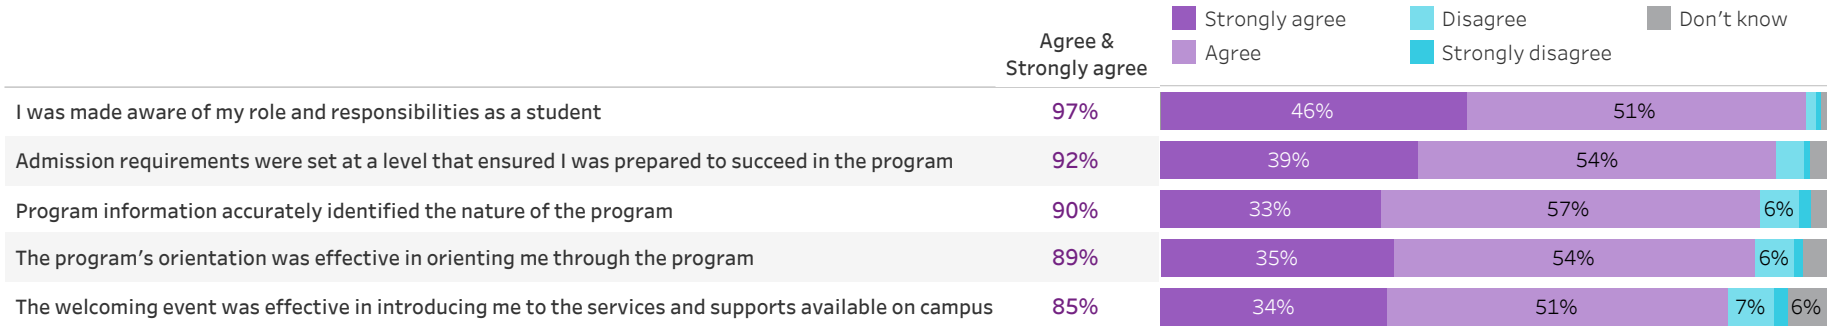 Agree &
Strongly agree
Strongly agree
Disagree
Don't know
Agree
Strongly disagree
I was made aware of my role and responsibilities as a student 97% 46% 51%
Admission requirements were set at a level that ensured I was prepared to succeed in the program 92% 39% 54%
Program information accurately identified the nature of the program 90% 33% 57% 6%
The program's orientation was effective in orienting me through the program 89% 35% 54% 6%
The welcoming event was effective in introducing me to the services and supports available on campus 85% 34% 51% 7% 6%